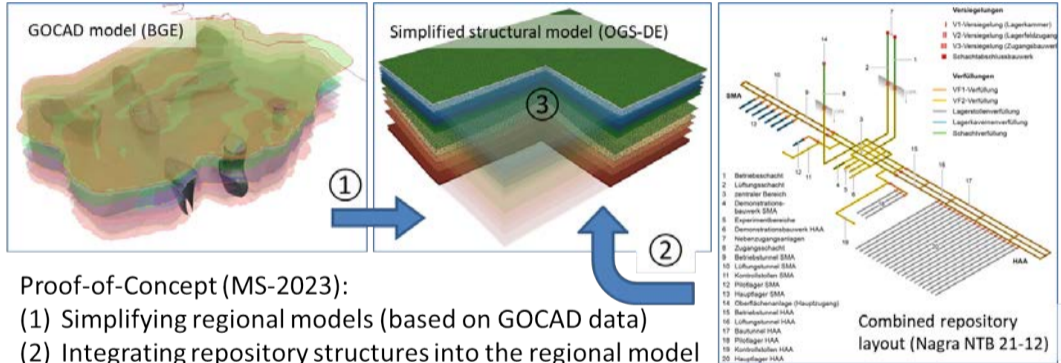 GOCAD model (BGE)
Simplified structural model (OGS-DE)
①
②
③
Versiegelungen
V1-Versiegelung (Lagerkammer)
V2-Versiegelung (Lagerfeldzugang
V3-Versiegelung (Zugangsbauwerk
Schachtabschlussbauwerk
Verfüllungen
VF1-Verfüllung
VF2-Verfüllung
Lagerstollenverfüllung
Lagerkavernenverfüllung
Schachtverfüllung
SMA
HAA
1 Betriebsschacht
2 Lüftungsschacht
3 zentraler Bereich
4 Demonstrations-
bauwerk SMA
5 Experimentbereiche
6 Demonstrationsbauwerk HAA
7 Nebenzugangsanlagen
8 Zugangsschacht
9 Betriebstunnel SMA
10 Lüftungstunnel SMA
11 Kontrollstollen SMA
12 Pilotlager SMA
13 Hauptlager SMA
14 Oberflächenanlage (Hauptzugang)
15 Betriebstunnel HAA
16 Lüftungstunnel HAA
17 Bautunnel HAA
18 Pilotlager HAA
19 Kontrollstollen HAA
20 Hauptlager HAA
Combined repository
layout (Nagra NTB 21-12)
Proof-of-Concept (MS-2023):
(1) Simplifying regional models (based on GOCAD data)
(2) Integrating repository structures into the regional model